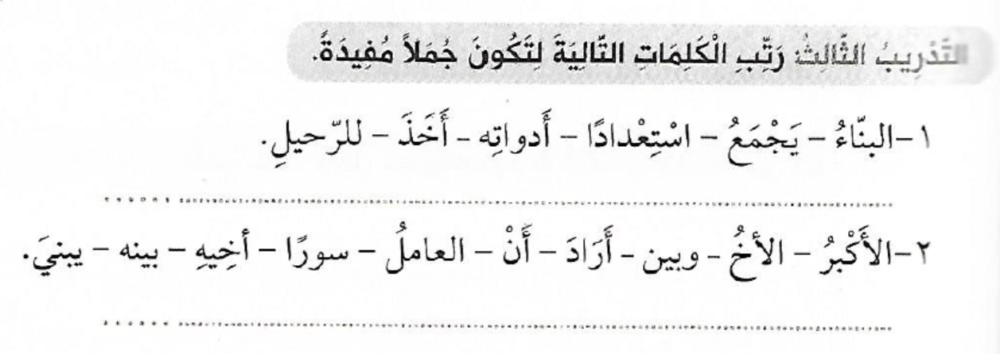 التَّدْرِيبُ الثَّالِثُ: رَتِّبِ الْكَلِمَاتِ التَّالِيَةَ لِتَكُونَ جُمَلاً مُفِيدَةً.
١–البنّاءُ – يَجْمَعُ – اسْتِعْدادًا – أَدواتِه – أَخَذَ – للرّحيلِ.
٢–الأَكْبرُ – الأخُ – وبين – أَرَادَ – أَنْ – العاملُ – سورًا – أخِيهِ – بينه – يبنيَ.